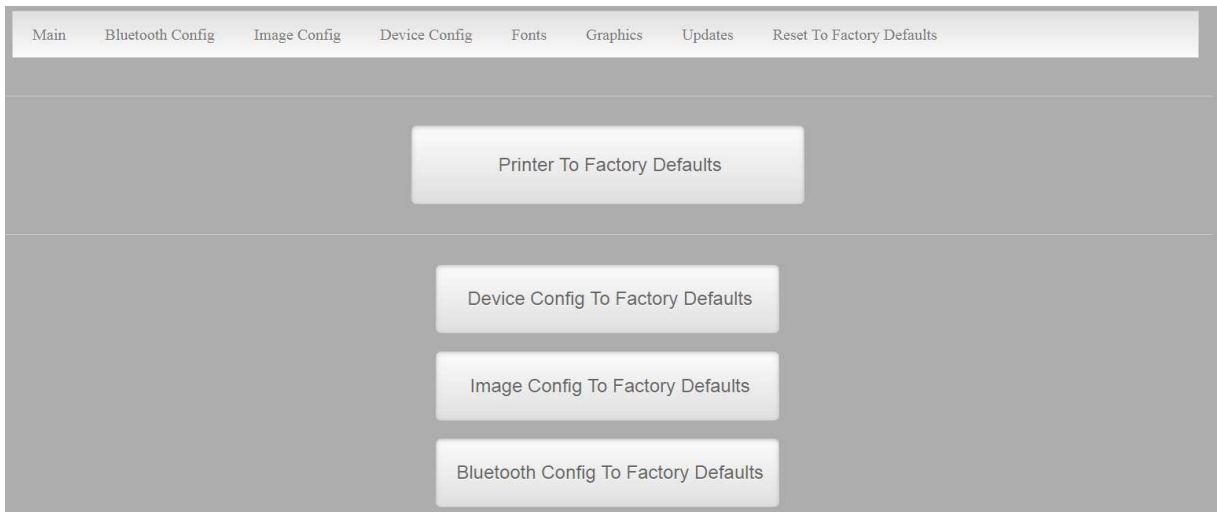 Main Bluetooth Config Image Config Device Config Fonts Graphics Updates Reset To Factory Defaults
Printer To Factory Defaults
Device Config To Factory Defaults
Image Config To Factory Defaults
Bluetooth Config To Factory Defaults